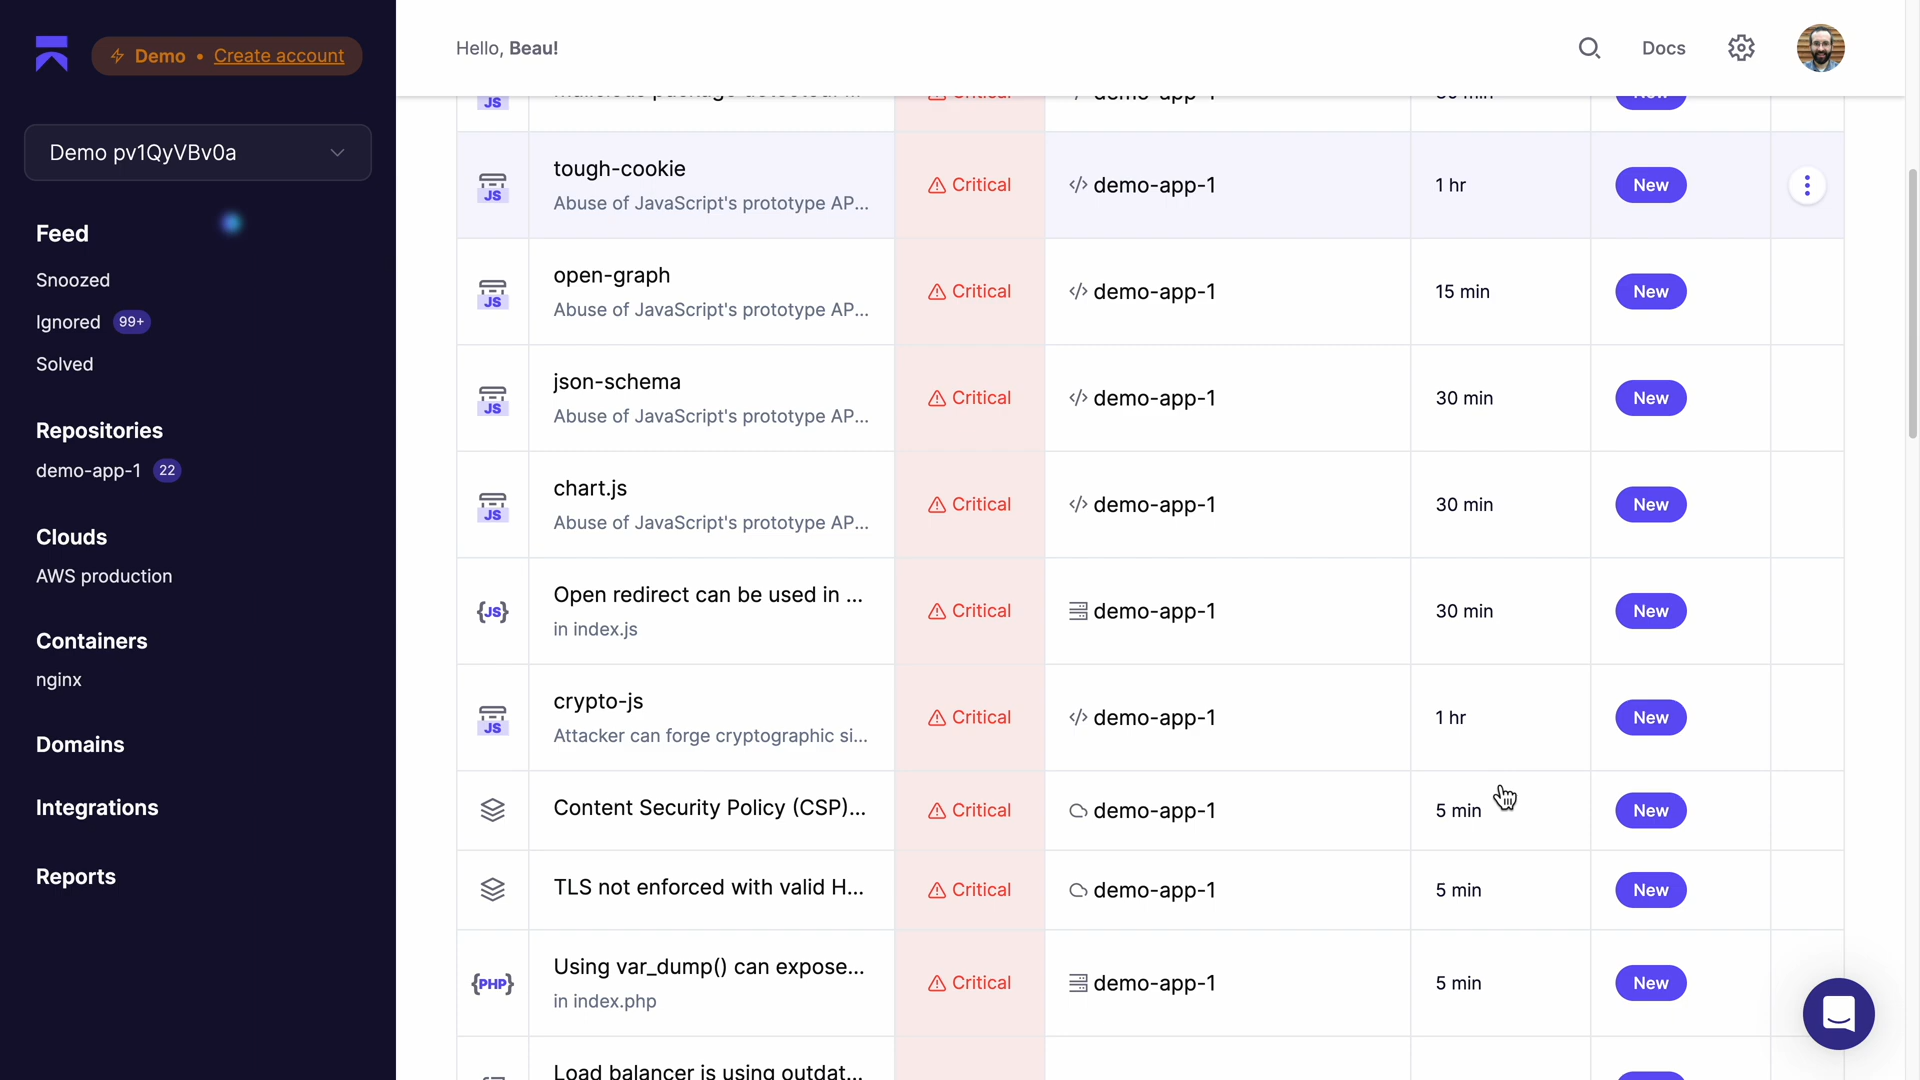 Demo • Create account
Hello, Beau!
Docs
Demo pv1QyVBv0a
Feed
Snoozed
Ignored 99+
Solved
Repositories
demo-app-1 22
Clouds
AWS production
Containers
nginx
Domains
Integrations
Reports
JS
tough-cookie
Abuse of JavaScript's prototype AP...
JS
Critical
demo-app-1
1 hr
New
open-graph
Abuse of JavaScript's prototype AP...
JS
Critical
demo-app-1
15 min
New
json-schema
Abuse of JavaScript's prototype AP...
JS
Critical
demo-app-1
30 min
New
chart.js
Abuse of JavaScript's prototype AP...
JS
Critical
demo-app-1
30 min
New
Open redirect can be used in ...
in index.js
{JS}
Critical
demo-app-1
30 min
New
crypto-js
Attacker can forge cryptographic si...
JS
Critical
demo-app-1
1 hr
New
Content Security Policy (CSP)...
Critical
demo-app-1
5 min
New
TLS not enforced with valid H...
Critical
demo-app-1
5 min
New
Using var_dump() can expose...
in index.php
{PHP}
Critical
demo-app-1
5 min
New
Load balancer is using outdat...